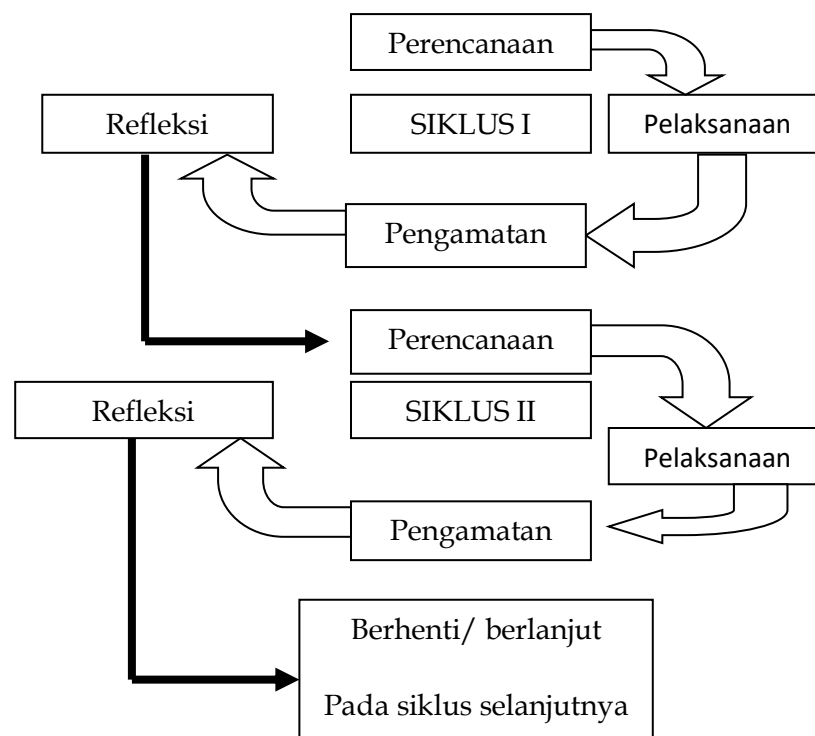 Perencanaan
Refleksi
SIKLUS I
Pelaksanaan
Pengamatan
Perencanaan
Refleksi
SIKLUS II
Pelaksanaan
Pengamatan
Berhenti/ berlanjut
Pada siklus selanjutnya